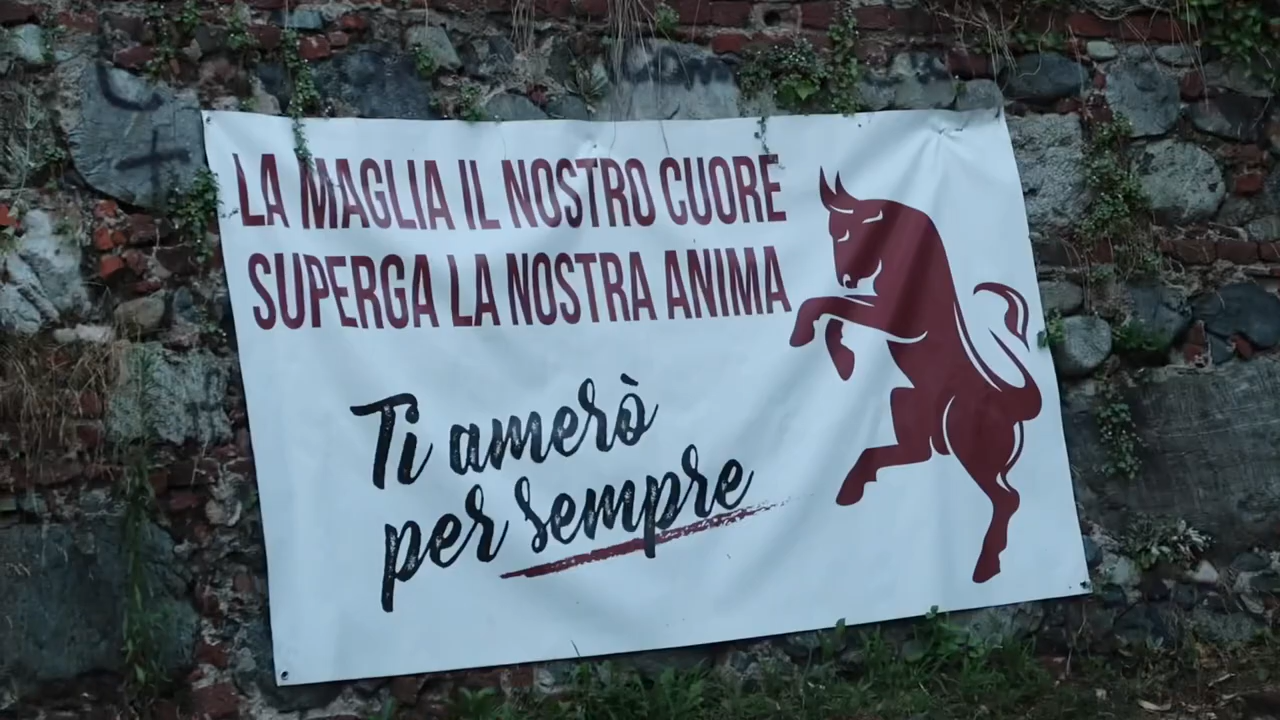 LA MAGLIA IL NOSTRO CUORE
SUPERGA LA NOSTRA ANIMA
Ti amerò
per sempre